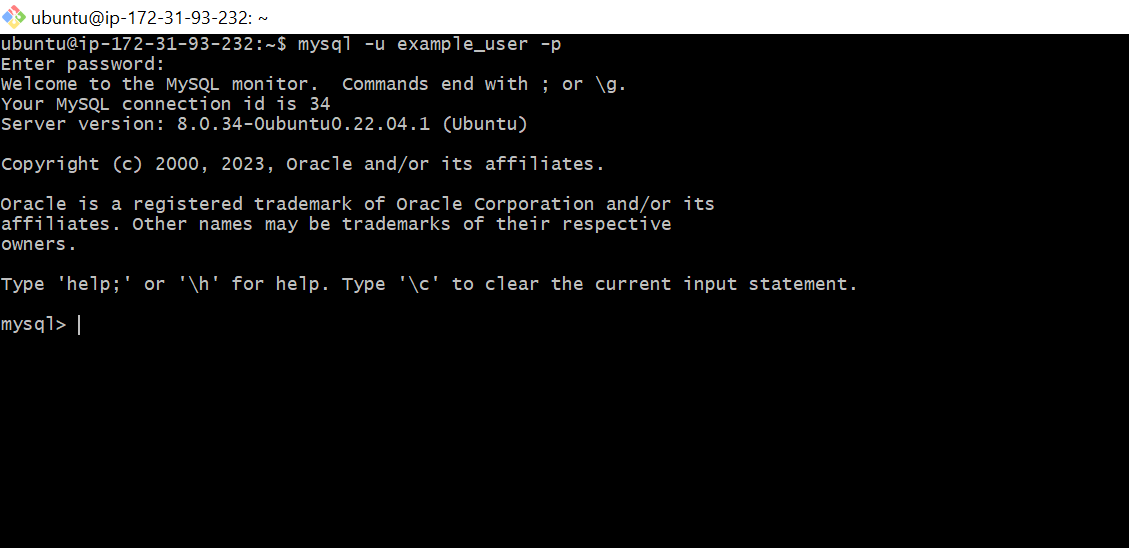 ubuntu@ip-172-31-93-232: ~
ubuntu@ip-172-31-93-232:~$ mysql -u example_user -p
Enter password:
Welcome to the MySQL monitor.  Commands end with ; or \g.
Your MySQL connection id is 34
Server version: 8.0.34-0ubuntu0.22.04.1 (Ubuntu)
Copyright (c) 2000, 2023, Oracle and/or its affiliates.
Oracle is a registered trademark of Oracle Corporation and/or its
affiliates. Other names may be trademarks of their respective
owners.
Type 'help;' or '\h' for help. Type '\c' to clear the current input statement.
mysql>